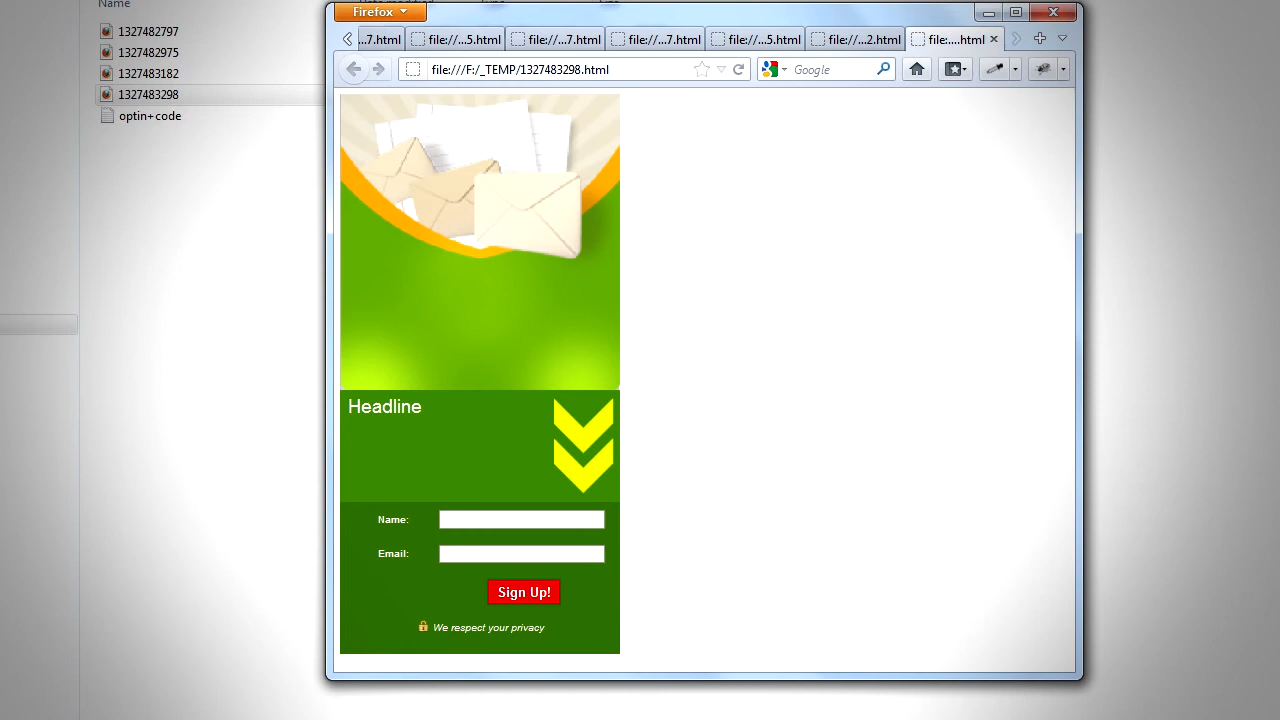 Name
1327482797
1327482975
1327483182
1327483298
optin+code
Firefox
...7.html
file://...5.html
file://...7.html
file://...7.html
file://...5.html
file://...2.html
file:....html
file:///F:/_TEMP/1327483298.html
Google
Headline
Name:
Email:
Sign Up!
We respect your privacy